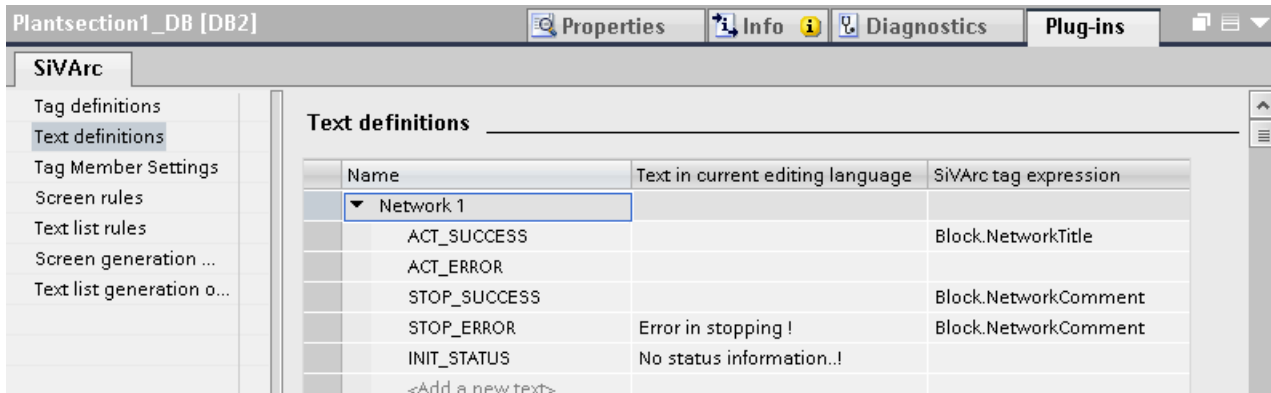 Plantsection1_DB [DB2] Properties Info Diagnostics Plug-ins
SiVArc
Tag definitions
Text definitions
Tag Member Settings
Screen rules
Text list rules
Screen generation ...
Text list generation o...
Text definitions
Name Text in current editing language SiVArc tag expression
Network 1
ACT_SUCCESS Block.NetworkTitle
ACT_ERROR
STOP_SUCCESS Block.NetworkComment
STOP_ERROR Error in stopping ! Block.NetworkComment
INIT_STATUS No status information..!
<Add a new text>